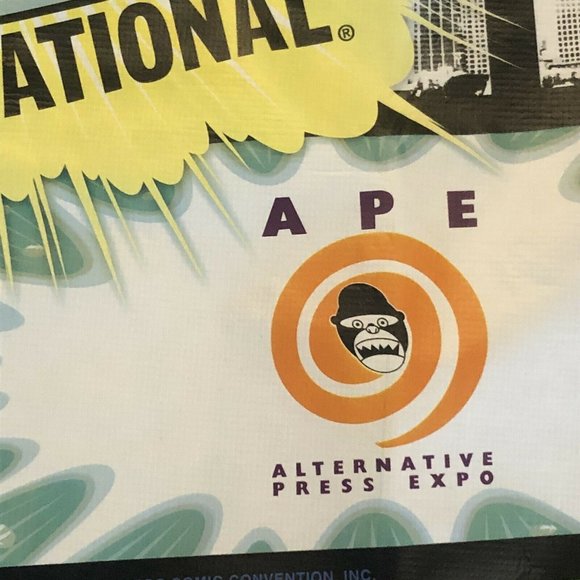 ATIONAL®
APE
ALTERNATIVE
PRESS EXPO
COMIC CONVENTION, INC.